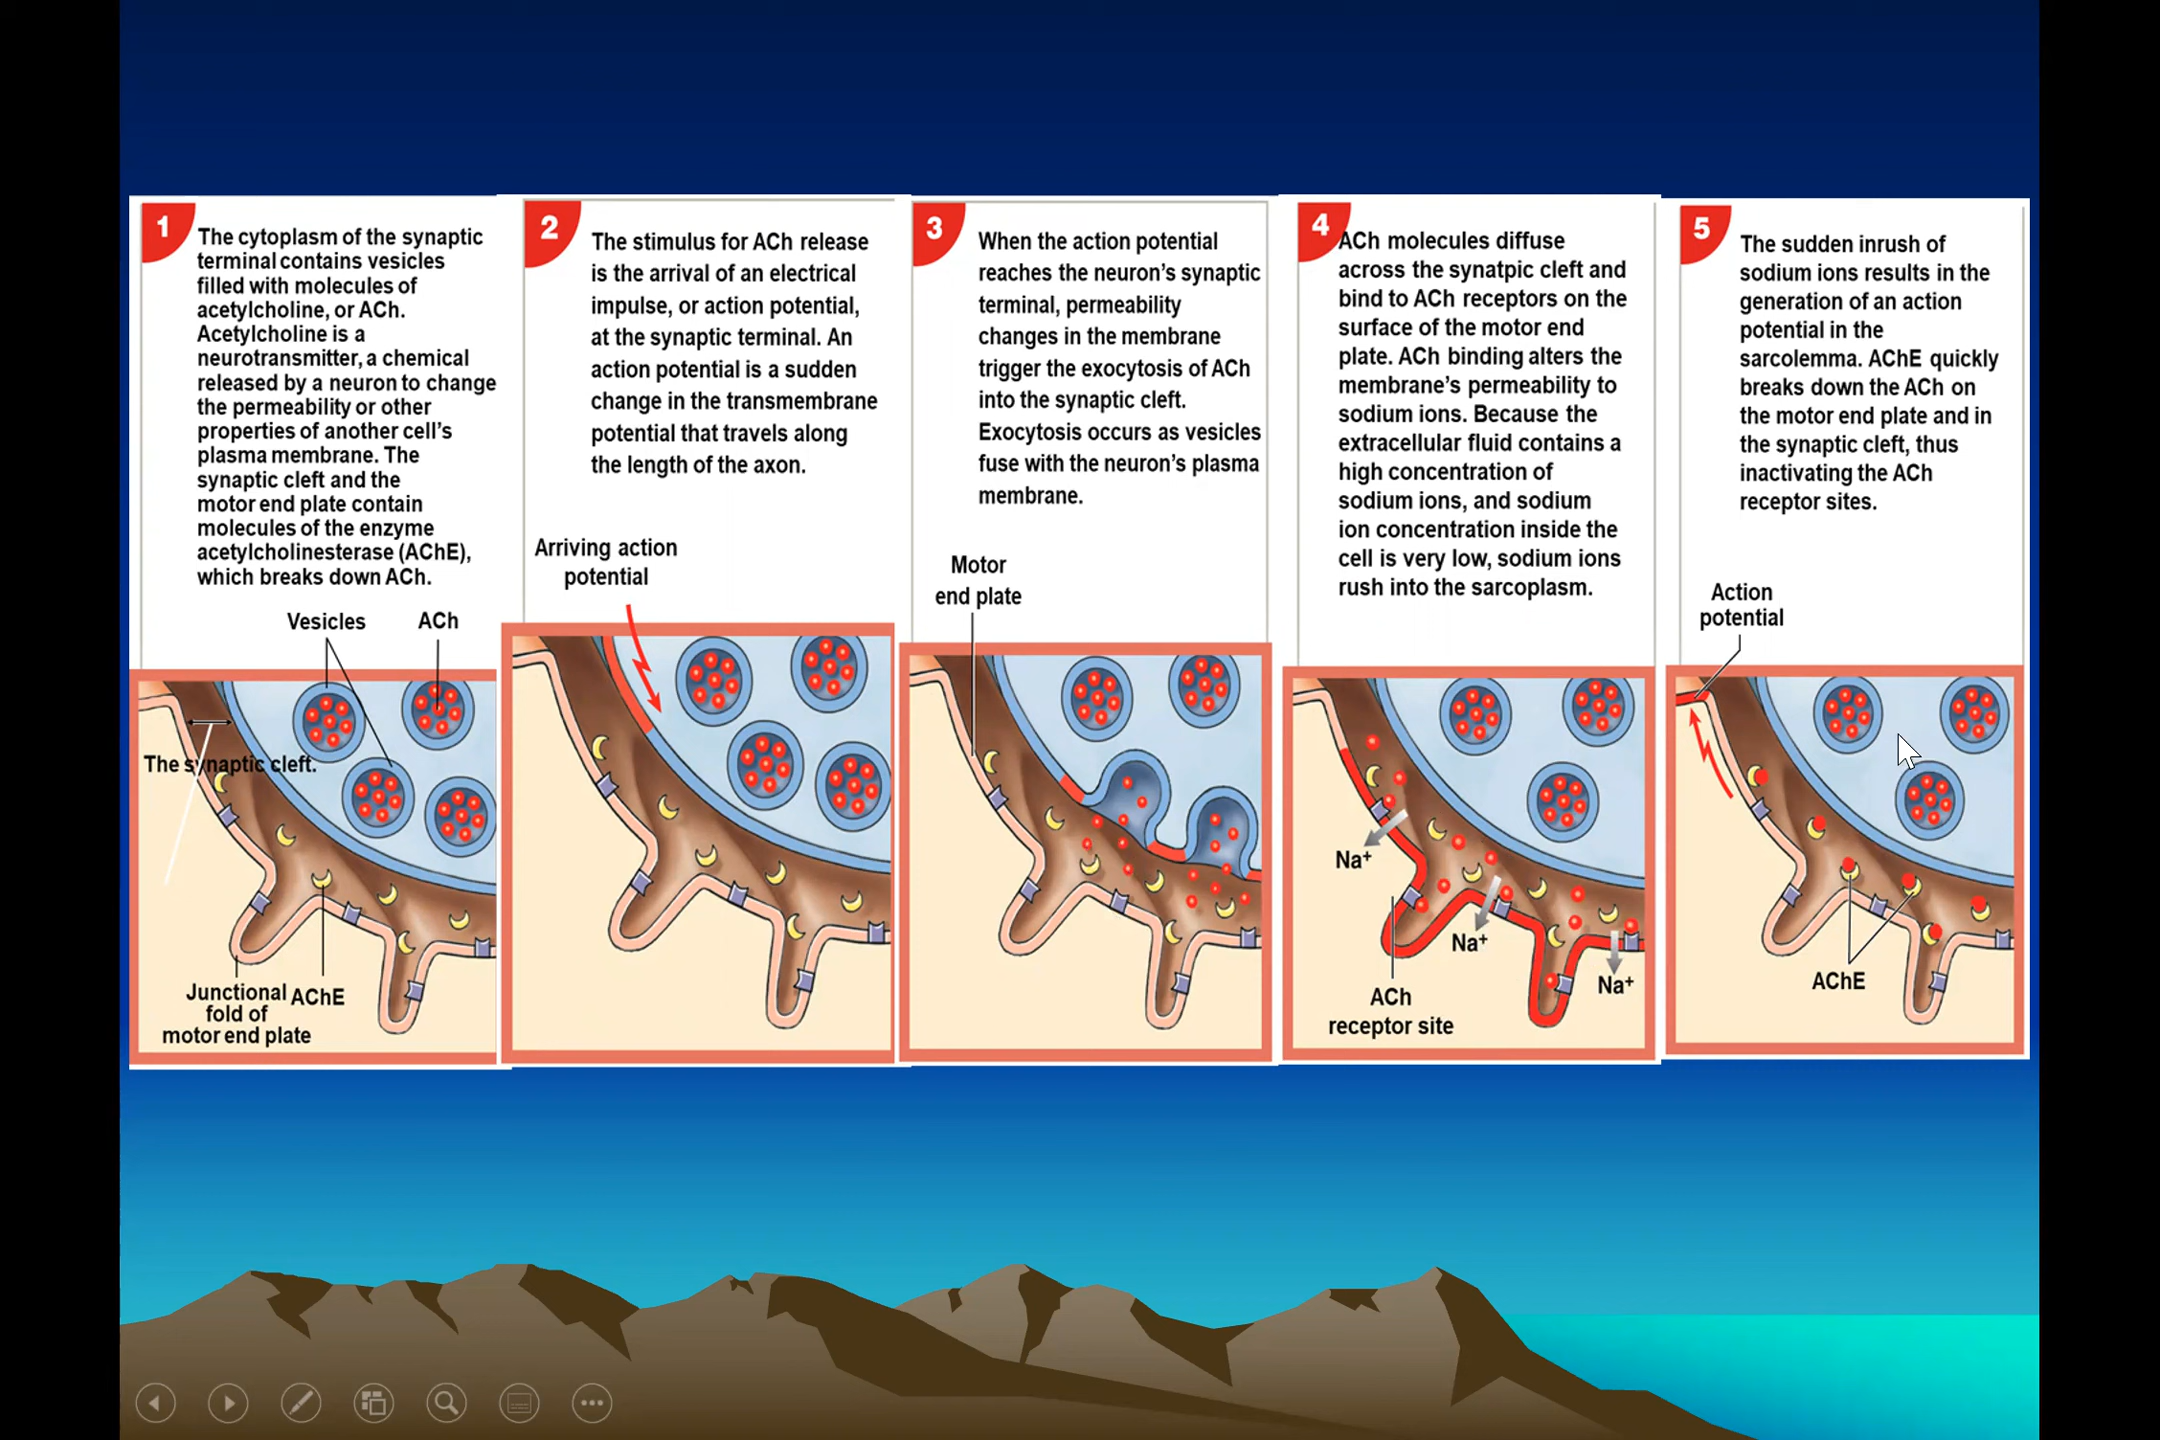 1
The cytoplasm of the synaptic
terminal contains vesicles
filled with molecules of
acetylcholine, or ACh.
Acetylcholine is a
neurotransmitter, a chemical
released by a neuron to change
the permeability or other
properties of another cell's
plasma membrane. The
synaptic cleft and the
motor end plate contain
molecules of the enzyme
acetylcholinesterase (AChE),
which breaks down ACh.
Vesicles
ACh
The synaptic cleft.
Junctional
fold of
motor end plate
AChE
2
The stimulus for ACh release
is the arrival of an electrical
impulse, or action potential,
at the synaptic terminal. An
action potential is a sudden
change in the transmembrane
potential that travels along
the length of the axon.
Arriving action
potential
3
When the action potential
reaches the neuron's synaptic
terminal, permeability
changes in the membrane
trigger the exocytosis of ACh
into the synaptic cleft.
Exocytosis occurs as vesicles
fuse with the neuron's plasma
membrane.
Motor
end plate
4
ACh molecules diffuse
across the synatpic cleft and
bind to ACh receptors on the
surface of the motor end
plate. ACh binding alters the
membrane's permeability to
sodium ions. Because the
extracellular fluid contains a
high concentration of
sodium ions, and sodium
ion concentration inside the
cell is very low, sodium ions
rush into the sarcoplasm.
Na+
Na+
Na+
ACh
receptor site
5
The sudden inrush of
sodium ions results in the
generation of an action
potential in the
sarcolemma. AChE quickly
breaks down the ACh on
the motor end plate and in
the synaptic cleft, thus
inactivating the ACh
receptor sites.
Action
potential
AChE